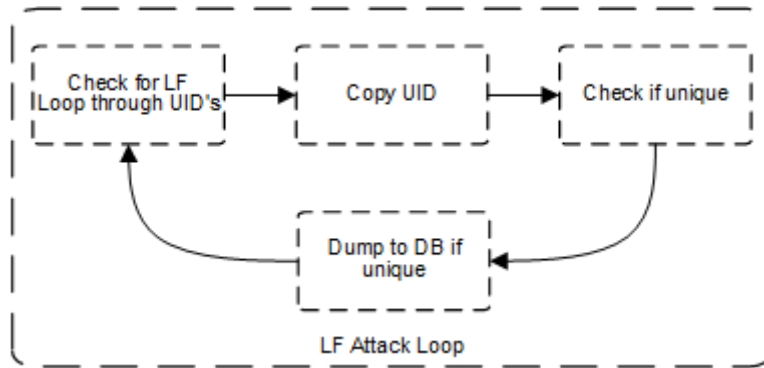 Check for LF
Loop through UID's
Copy UID
Check if unique
Dump to DB if
unique
LF Attack Loop